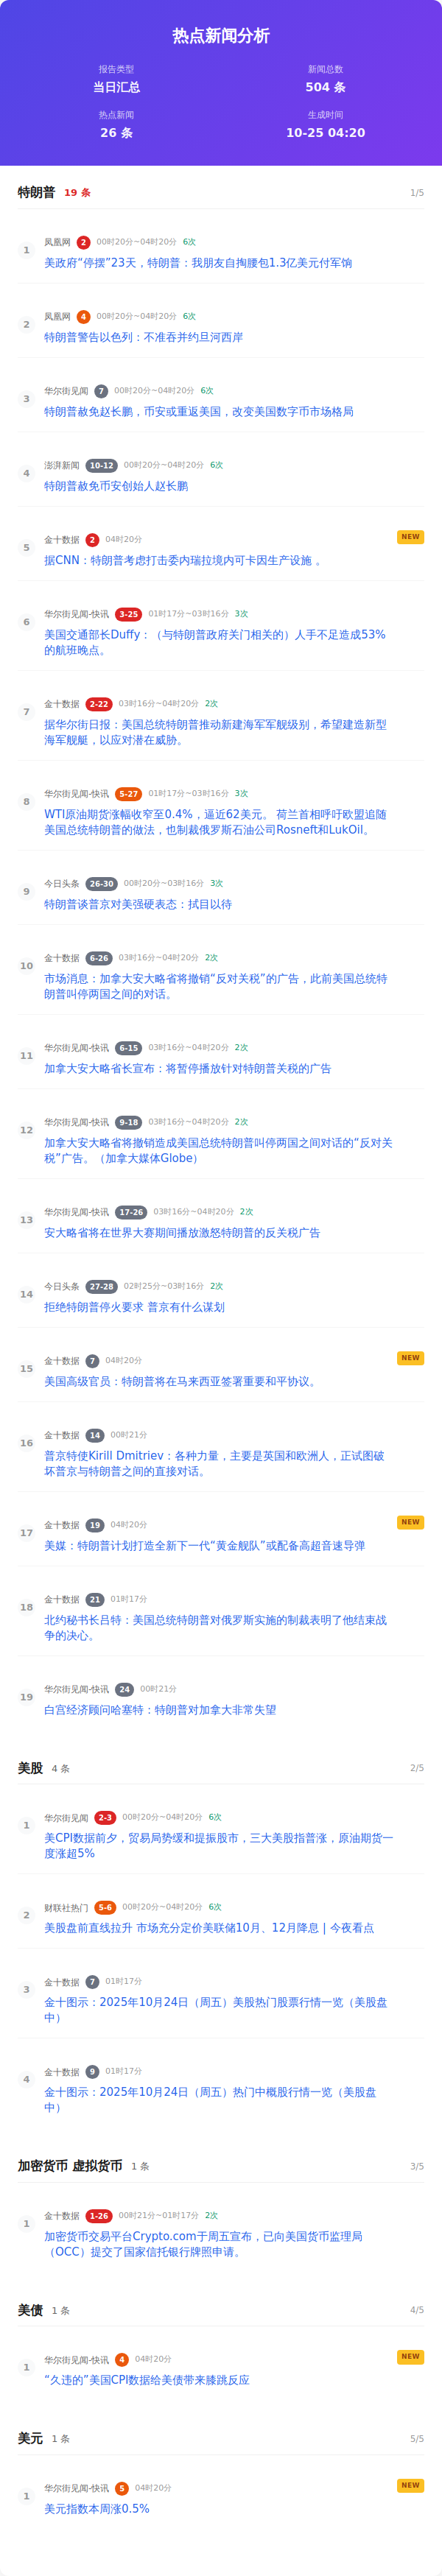 热点新闻分析
报告类型
当日汇总
新闻总数
504 条
热点新闻
26 条
生成时间
10-25 04:20
特朗普 19 条 1/5
1
凤凰网 2 00时20分~04时20分 6次
美政府“停摆”23天，特朗普：我朋友自掏腰包1.3亿美元付军饷
2
凤凰网 4 00时20分~04时20分 6次
特朗普警告以色列：不准吞并约旦河西岸
3
华尔街见闻 7 00时20分~04时20分 6次
特朗普赦免赵长鹏，币安或重返美国，改变美国数字币市场格局
4
澎湃新闻 10-12 00时20分~04时20分 6次
特朗普赦免币安创始人赵长鹏
5
金十数据 2 04时20分 NEW
据CNN：特朗普考虑打击委内瑞拉境内可卡因生产设施 。
6
华尔街见闻-快讯 3-25 01时17分~03时16分 3次
美国交通部长Duffy：（与特朗普政府关门相关的）人手不足造成53%
的航班晚点。
7
金十数据 2-22 03时16分~04时20分 2次
据华尔街日报：美国总统特朗普推动新建海军军舰级别，希望建造新型
海军舰艇，以应对潜在威胁。
8
华尔街见闻-快讯 5-27 01时17分~03时16分 3次
WTI原油期货涨幅收窄至0.4%，逼近62美元。 荷兰首相呼吁欧盟追随
美国总统特朗普的做法，也制裁俄罗斯石油公司Rosneft和LukOil。
9
今日头条 26-30 00时20分~03时16分 3次
特朗普谈普京对美强硬表态：拭目以待
10
金十数据 6-26 03时16分~04时20分 2次
市场消息：加拿大安大略省将撤销“反对关税”的广告，此前美国总统特
朗普叫停两国之间的对话。
11
华尔街见闻-快讯 6-15 03时16分~04时20分 2次
加拿大安大略省长宣布：将暂停播放针对特朗普关税的广告
12
华尔街见闻-快讯 9-18 03时16分~04时20分 2次
加拿大安大略省将撤销造成美国总统特朗普叫停两国之间对话的“反对关
税”广告。（加拿大媒体Globe）
13
华尔街见闻-快讯 17-26 03时16分~04时20分 2次
安大略省将在世界大赛期间播放激怒特朗普的反关税广告
14
今日头条 27-28 02时25分~03时16分 2次
拒绝特朗普停火要求 普京有什么谋划
15
金十数据 7 04时20分 NEW
美国高级官员：特朗普将在马来西亚签署重要和平协议。
16
金十数据 14 00时21分
普京特使Kirill Dmitriev：各种力量，主要是英国和欧洲人，正试图破
坏普京与特朗普之间的直接对话。
17
金十数据 19 04时20分 NEW
美媒：特朗普计划打造全新下一代“黄金舰队”或配备高超音速导弹
18
金十数据 21 01时17分
北约秘书长吕特：美国总统特朗普对俄罗斯实施的制裁表明了他结束战
争的决心。
19
华尔街见闻-快讯 24 00时21分
白宫经济顾问哈塞特：特朗普对加拿大非常失望
美股 4 条 2/5
1
华尔街见闻 2-3 00时20分~04时20分 6次
美CPI数据前夕，贸易局势缓和提振股市，三大美股指普涨，原油期货一
度涨超5%
2
财联社热门 5-6 00时20分~04时20分 6次
美股盘前直线拉升 市场充分定价美联储10月、12月降息 | 今夜看点
3
金十数据 7 01时17分
金十图示：2025年10月24日（周五）美股热门股票行情一览（美股盘
中）
4
金十数据 9 01时17分
金十图示：2025年10月24日（周五）热门中概股行情一览（美股盘
中）
加密货币 虚拟货币 1 条 3/5
1
金十数据 1-26 00时21分~01时17分 2次
加密货币交易平台Crypto.com于周五宣布，已向美国货币监理局
（OCC）提交了国家信托银行牌照申请。
美债 1 条 4/5
1
华尔街见闻-快讯 4 04时20分 NEW
“久违的”美国CPI数据给美债带来膝跳反应
美元 1 条 5/5
1
华尔街见闻-快讯 5 04时20分 NEW
美元指数本周涨0.5%